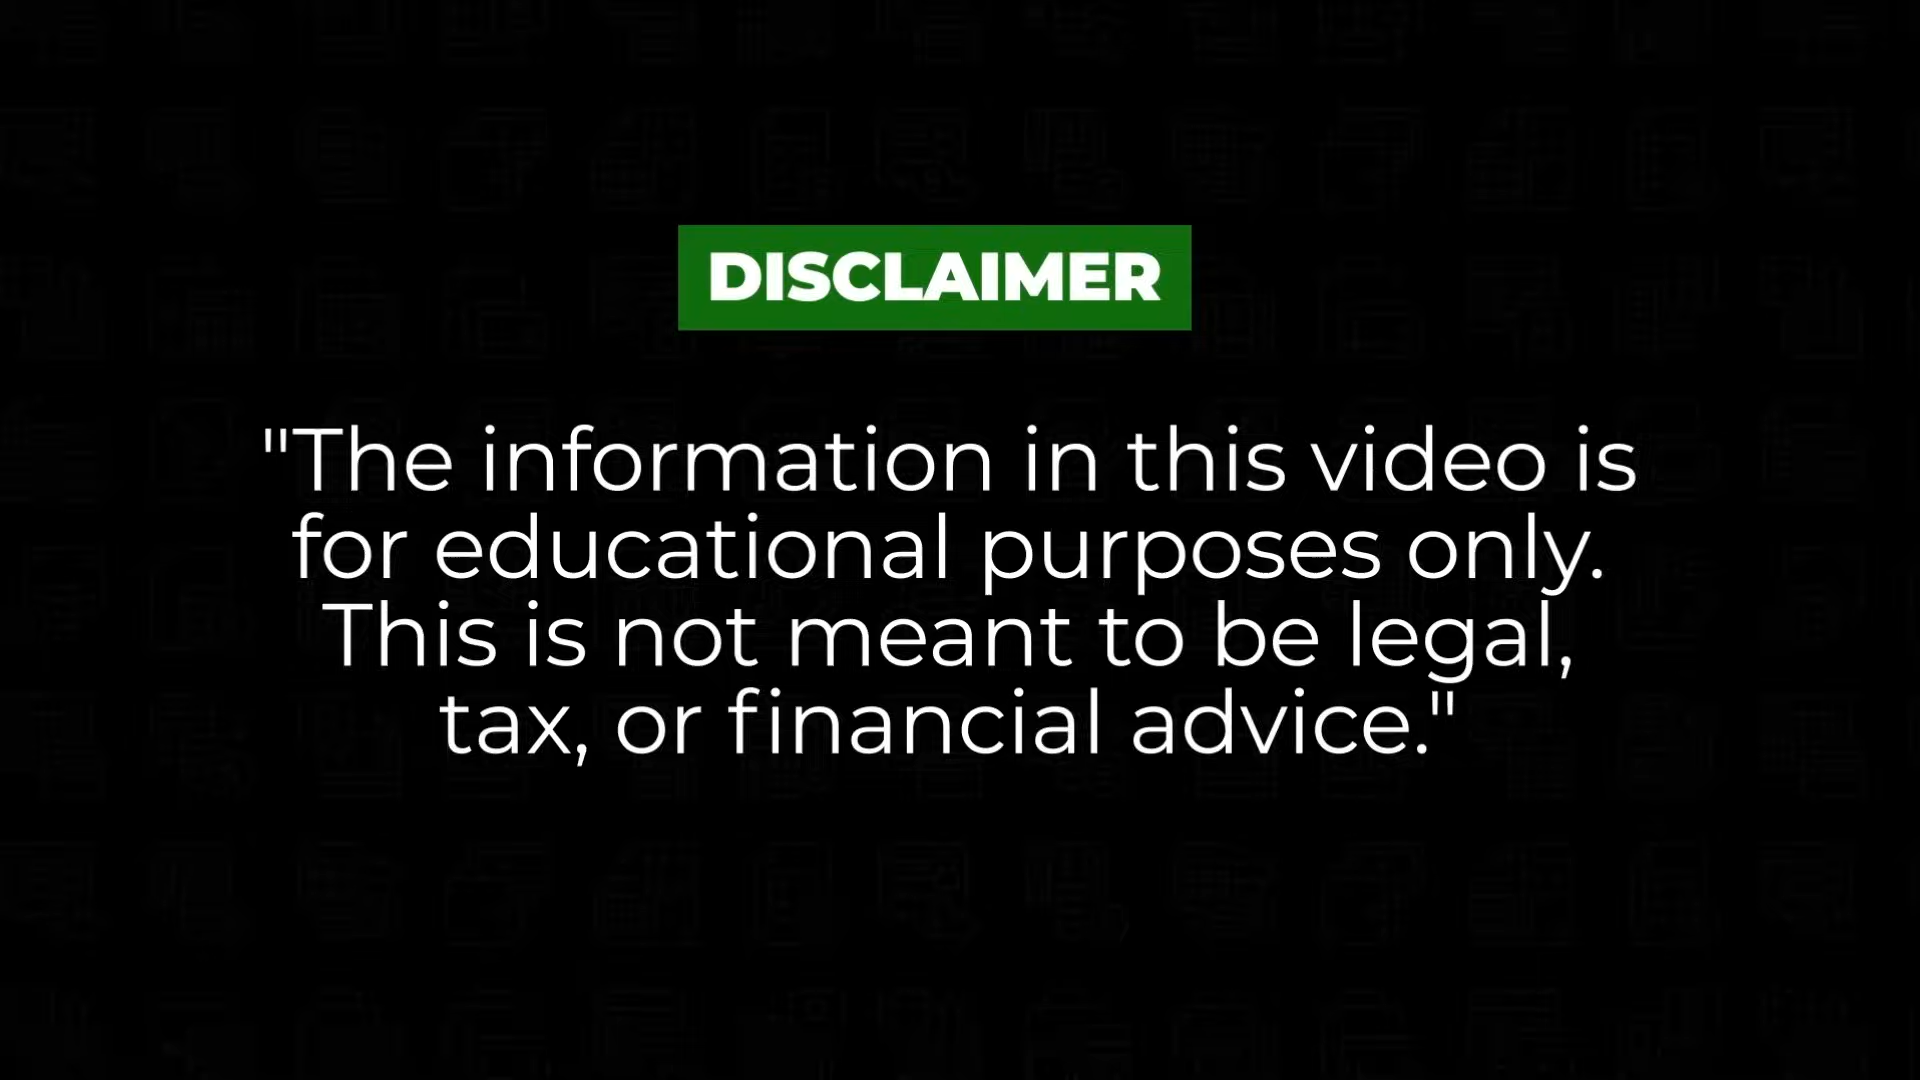 DISCLAIMER
"The information in this video is
for educational purposes only.
This is not meant to be legal,
tax, or financial advice."